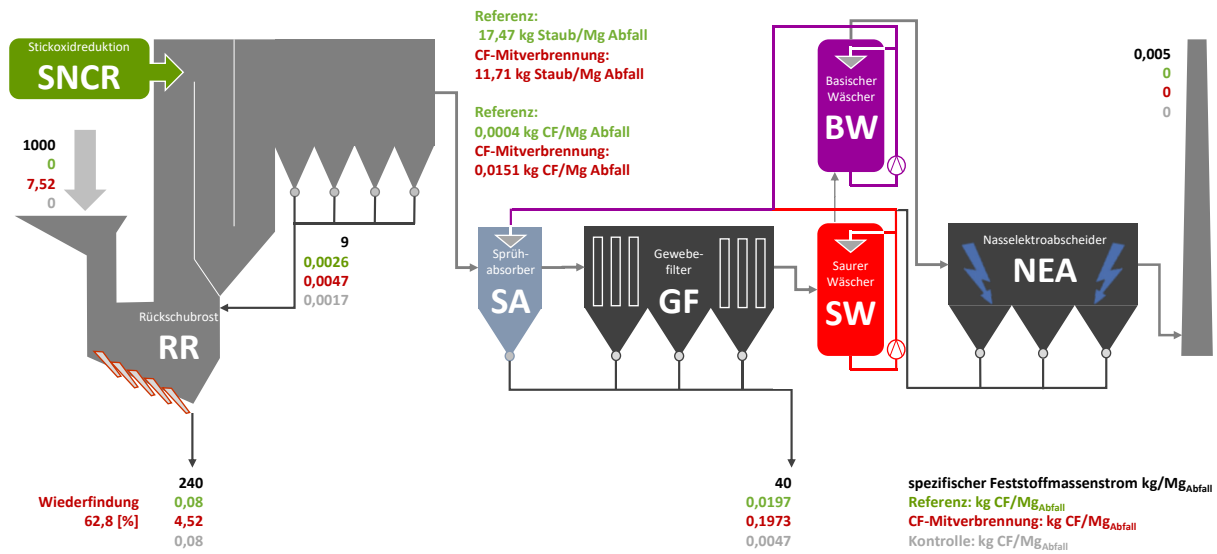 Stickoxidreduktion
SNCR
1000
0
7,52
0
Referenz:
17,47 kg Staub/Mg Abfall
CF-Mitverbrennung:
11,71 kg Staub/Mg Abfall
Referenz:
0,0004 kg CF/Mg Abfall
CF-Mitverbrennung:
0,0151 kg CF/Mg Abfall
Basischer
Wäscher
BW
0,005
0
0
0
9
0,0026
0,0047
0,0017
Rückschubrost
RR
Sprüh-
absorber
SA
Gewebe-
filter
GF
Saurer
Wäscher
SW
Nasselektroabscheider
NEA
240
Wiederfindung 0,08
62,8 [%] 4,52
0,08
40
0,0197
0,1973
0,0047
spezifischer Feststoffmassenstrom kg/MgAbfall
Referenz: kg CF/MgAbfall
CF-Mitverbrennung: kg CF/MgAbfall
Kontrolle: kg CF/MgAbfall